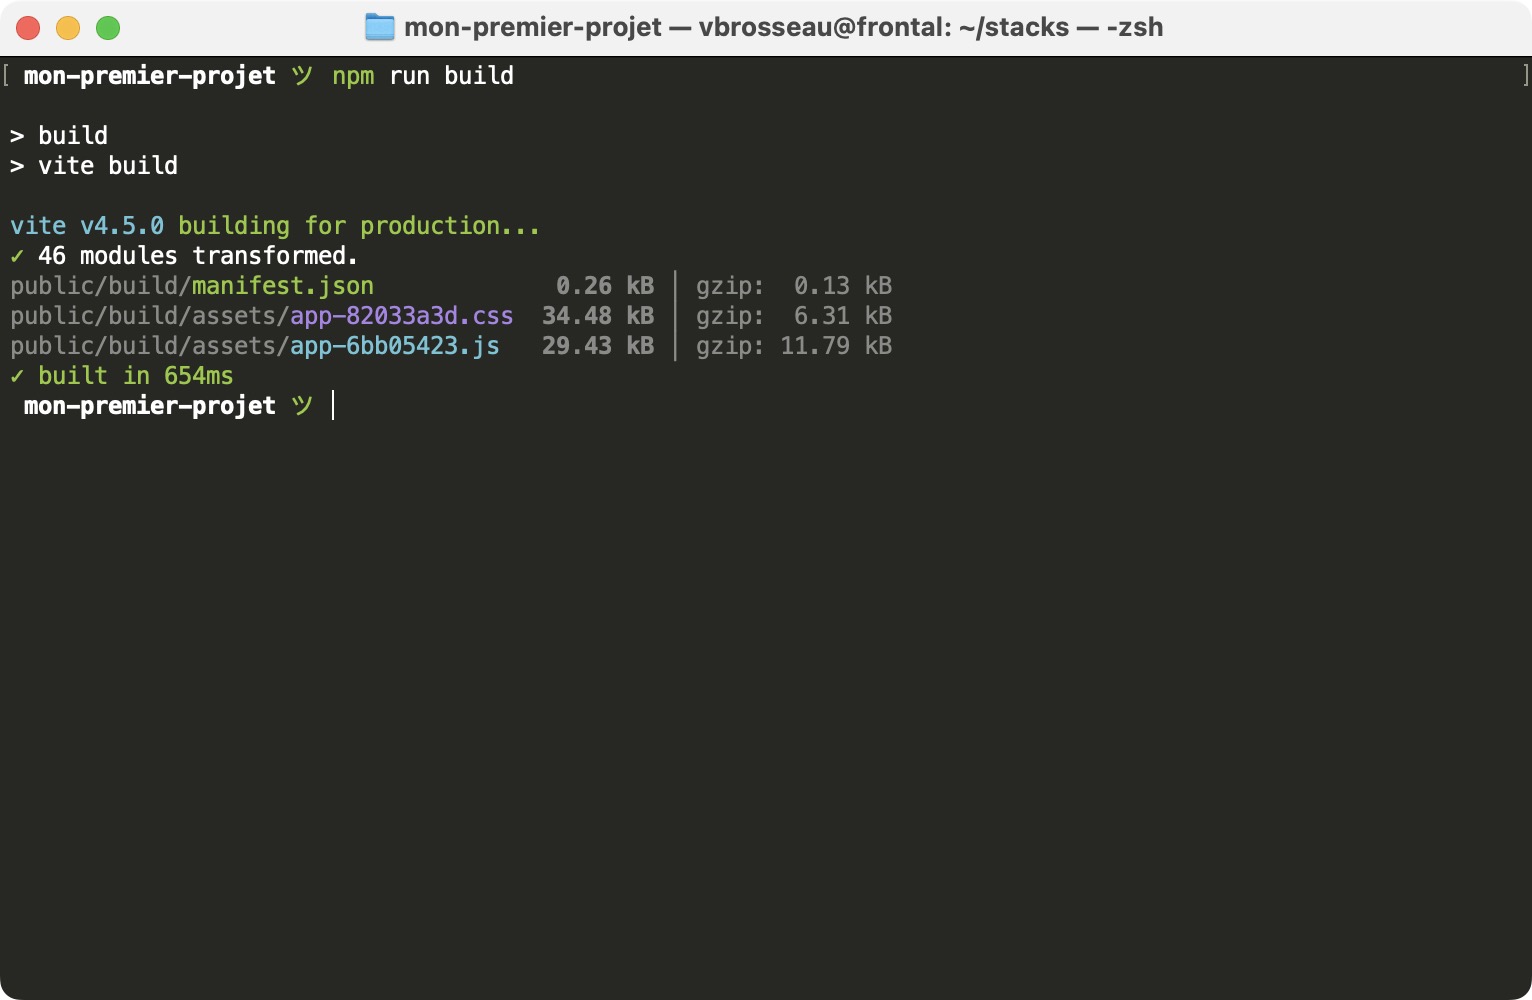 mon-premier-projet — vbrosseau@frontal: ~/stacks — -zsh
[ mon-premier-projet ツ npm run build ]
> build
> vite build
vite v4.5.0 building for production...
✓ 46 modules transformed.
public/build/manifest.json 0.26 kB │ gzip: 0.13 kB
public/build/assets/app-82033a3d.css 34.48 kB │ gzip: 6.31 kB
public/build/assets/app-6bb05423.js 29.43 kB │ gzip: 11.79 kB
✓ built in 654ms
mon-premier-projet ツ